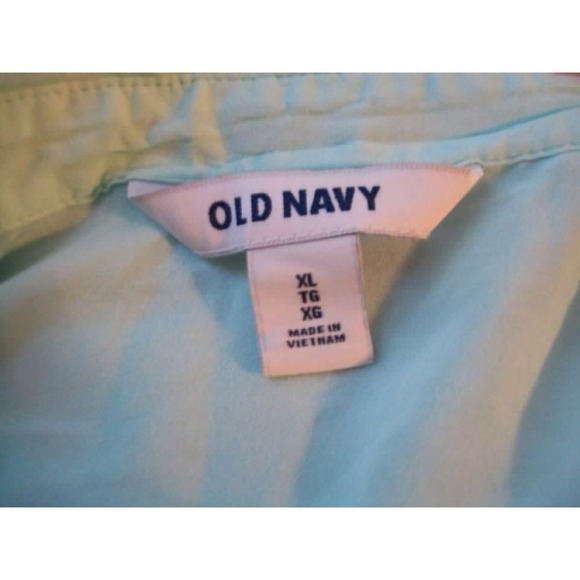 OLD NAVY
XL
TG
XG
MADE IN
VIETNAM